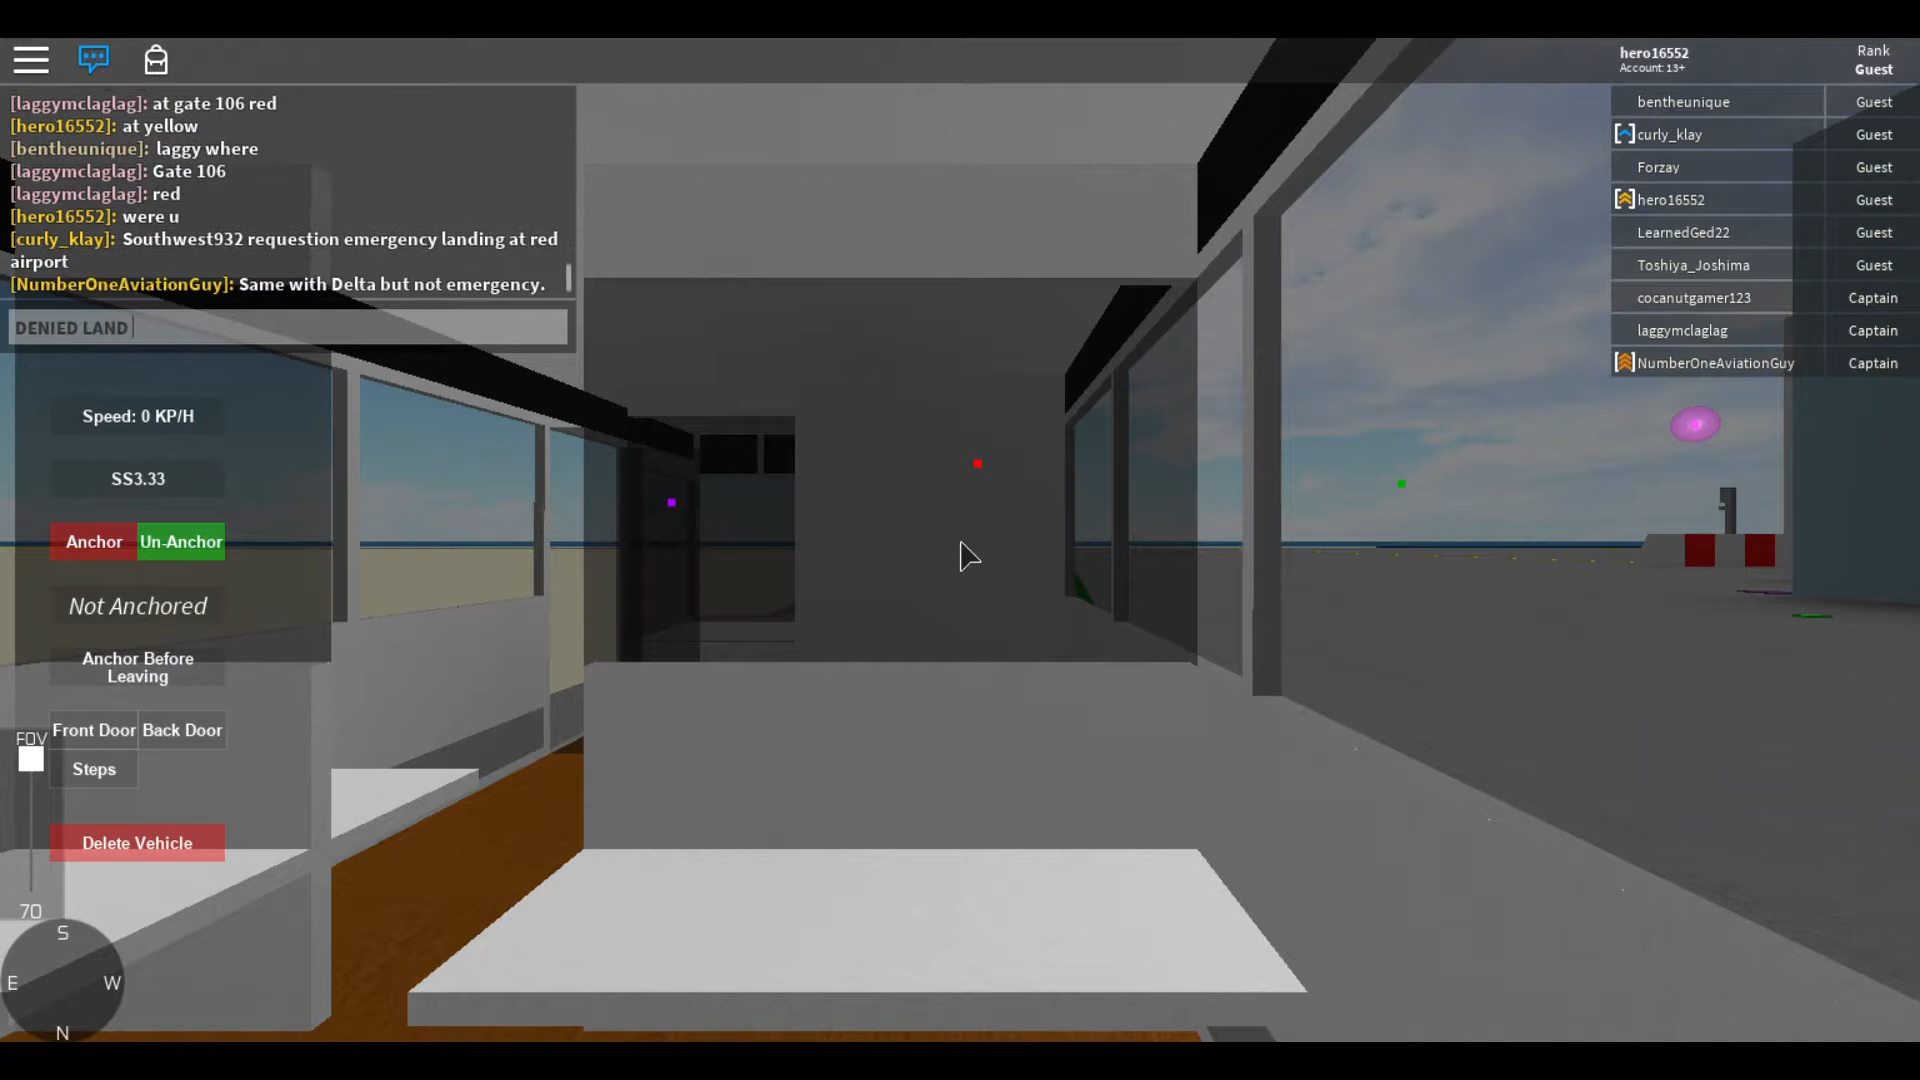 hero16552
Account: 13+
Rank
Guest
[laggymclaglag]: at gate 106 red
[hero16552]: at yellow
[bentheunique]: laggy where
[laggymclaglag]: Gate 106
[laggymclaglag]: red
[hero16552]: were u
[curly_klay]: Southwest932 requestion emergency landing at red
airport
[NumberOneAviationGuy]: Same with Delta but not emergency.
DENIED LAND
bentheunique Guest
curly_klay Guest
Forzay Guest
hero16552 Guest
LearnedGed22 Guest
Toshiya_Joshima Guest
cocanutgamer123 Captain
laggymclaglag Captain
NumberOneAviationGuy Captain
Speed: 0 KP/H
SS3.33
Anchor Un-Anchor
Not Anchored
Anchor Before
Leaving
Front Door Back Door
Steps
Delete Vehicle
FOV
70
S
E W
N